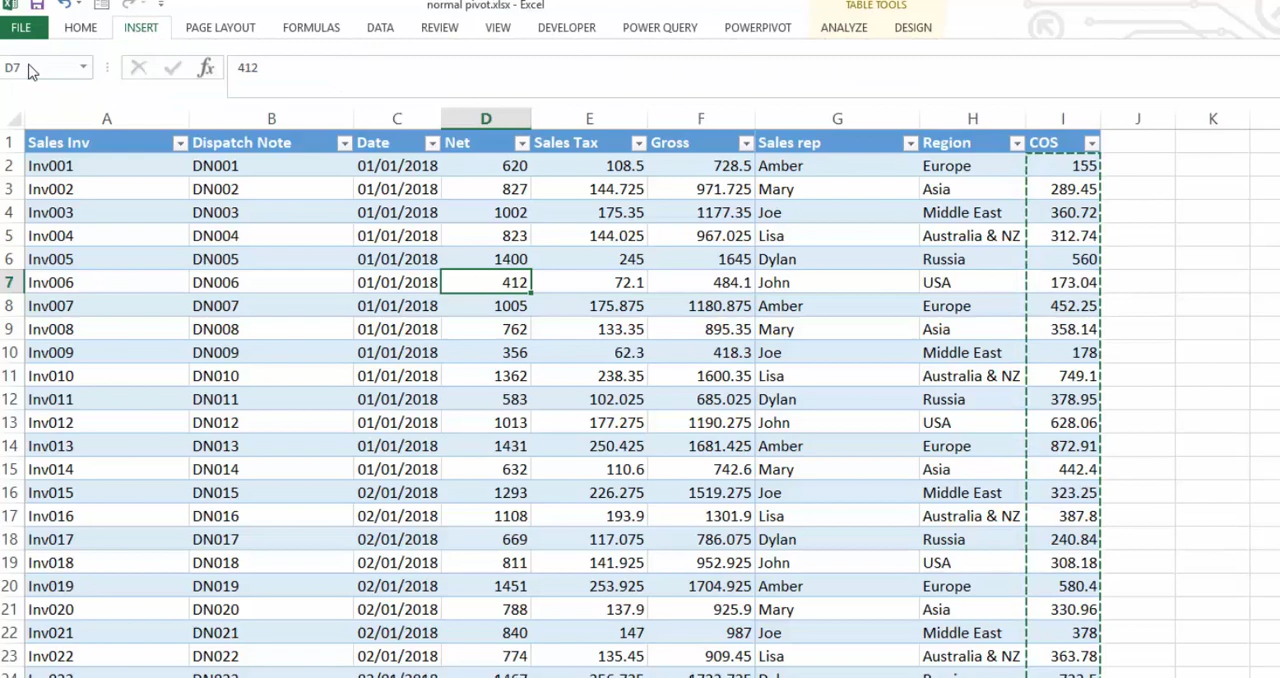 normal pivot.xlsx - Excel TABLE TOOLS
FILE HOME INSERT PAGE LAYOUT FORMULAS DATA REVIEW VIEW DEVELOPER POWER QUERY POWERPIVOT ANALYZE DESIGN
D7 fx 412
A B C D E F G H I J K
1 Sales Inv Dispatch Note Date Net Sales Tax Gross Sales rep Region COS
2 Inv001 DN001 01/01/2018 620 108.5 728.5 Amber Europe 155
3 Inv002 DN002 01/01/2018 827 144.725 971.725 Mary Asia 289.45
4 Inv003 DN003 01/01/2018 1002 175.35 1177.35 Joe Middle East 360.72
5 Inv004 DN004 01/01/2018 823 144.025 967.025 Lisa Australia & NZ 312.74
6 Inv005 DN005 01/01/2018 1400 245 1645 Dylan Russia 560
7 Inv006 DN006 01/01/2018 412 72.1 484.1 John USA 173.04
8 Inv007 DN007 01/01/2018 1005 175.875 1180.875 Amber Europe 452.25
9 Inv008 DN008 01/01/2018 762 133.35 895.35 Mary Asia 358.14
10 Inv009 DN009 01/01/2018 356 62.3 418.3 Joe Middle East 178
11 Inv010 DN010 01/01/2018 1362 238.35 1600.35 Lisa Australia & NZ 749.1
12 Inv011 DN011 01/01/2018 583 102.025 685.025 Dylan Russia 378.95
13 Inv012 DN012 01/01/2018 1013 177.275 1190.275 John USA 628.06
14 Inv013 DN013 01/01/2018 1431 250.425 1681.425 Amber Europe 872.91
15 Inv014 DN014 01/01/2018 632 110.6 742.6 Mary Asia 442.4
16 Inv015 DN015 02/01/2018 1293 226.275 1519.275 Joe Middle East 323.25
17 Inv016 DN016 02/01/2018 1108 193.9 1301.9 Lisa Australia & NZ 387.8
18 Inv017 DN017 02/01/2018 669 117.075 786.075 Dylan Russia 240.84
19 Inv018 DN018 02/01/2018 811 141.925 952.925 John USA 308.18
20 Inv019 DN019 02/01/2018 1451 253.925 1704.925 Amber Europe 580.4
21 Inv020 DN020 02/01/2018 788 137.9 925.9 Mary Asia 330.96
22 Inv021 DN021 02/01/2018 840 147 987 Joe Middle East 378
23 Inv022 DN022 02/01/2018 774 135.45 909.45 Lisa Australia & NZ 363.78